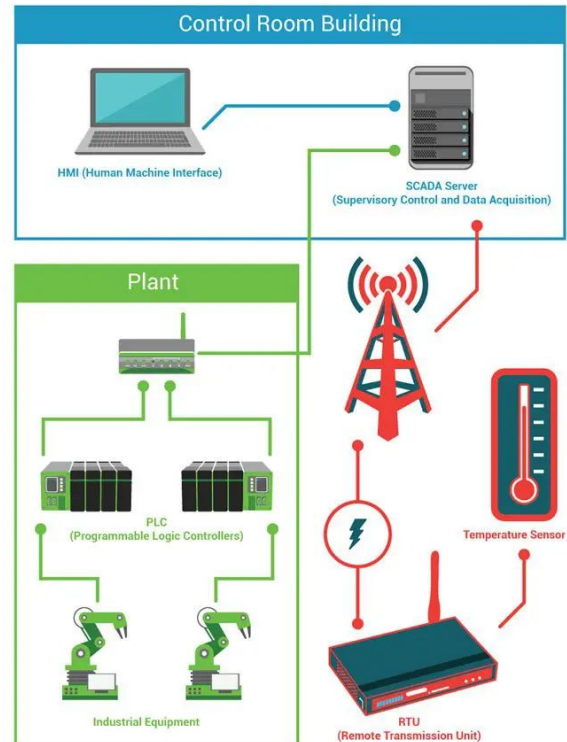 Control Room Building
HMI (Human Machine Interface)
SCADA Server
(Supervisory Control and Data Acquisition)
Plant
PLC
(Programmable Logic Controllers)
Temperature Sensor
Industrial Equipment
RTU
(Remote Transmission Unit)